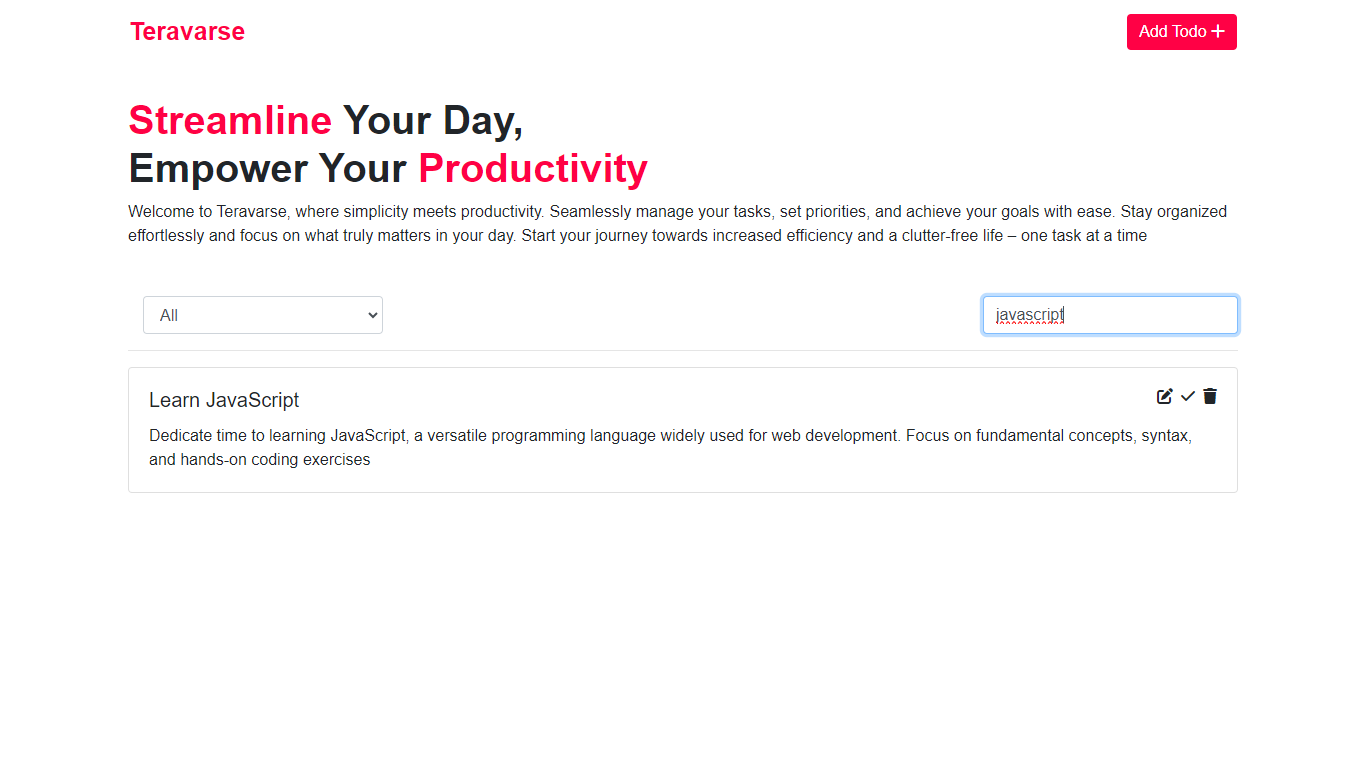 Teravarse
Add Todo +
Streamline Your Day,
Empower Your Productivity
Welcome to Teravarse, where simplicity meets productivity. Seamlessly manage your tasks, set priorities, and achieve your goals with ease. Stay organized
effortlessly and focus on what truly matters in your day. Start your journey towards increased efficiency and a clutter-free life – one task at a time
All
javascript
Learn JavaScript
Dedicate time to learning JavaScript, a versatile programming language widely used for web development. Focus on fundamental concepts, syntax,
and hands-on coding exercises